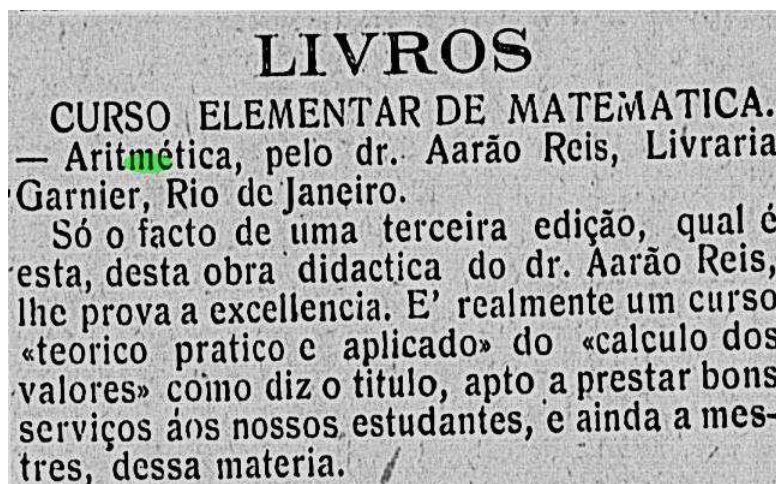 LIVROS
CURSO ELEMENTAR DE MATEMATICA.
— Aritmética, pelo dr. Aarão Reis, Livraria
Garnier, Rio de Janeiro.
Só o facto de uma terceira edição, qual é
esta, desta obra didactica do dr. Aarão Reis,
lhe prova a excellencia. E' realmente um curso
«teorico pratico e aplicado» do «calculo dos
valores» como diz o titulo, apto a prestar bons
serviços áos nossos estudantes, e ainda a mes-
tres, dessa materia.